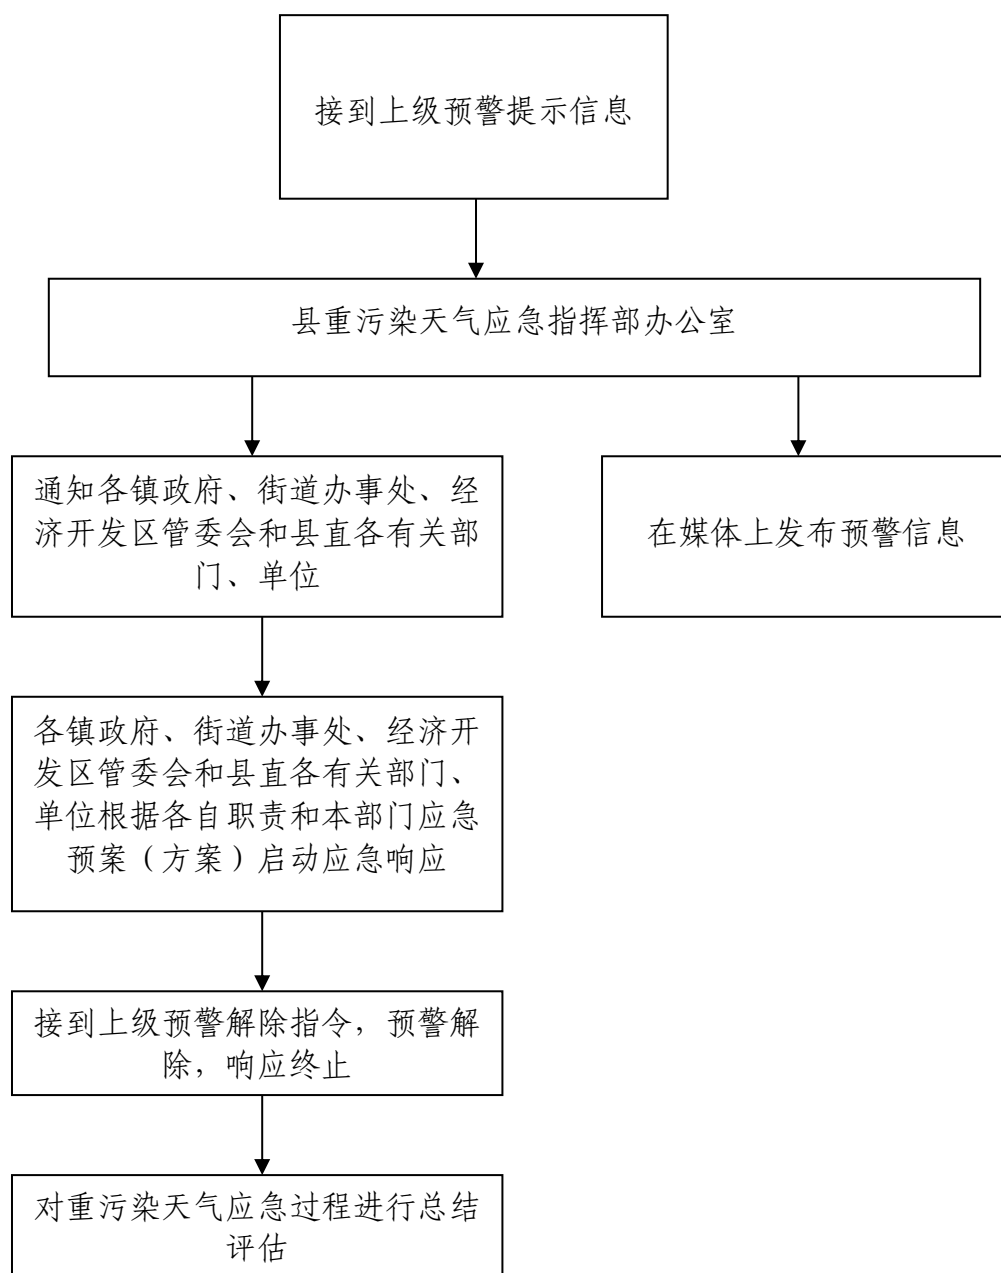 接到上级预警提示信息
县重污染天气应急指挥部办公室
通知各镇政府、街道办事处、经
济开发区管委会和县直各有关部
门、单位
在媒体上发布预警信息
各镇政府、街道办事处、经济开
发区管委会和县直各有关部门、
单位根据各自职责和本部门应急
预案（方案）启动应急响应
接到上级预警解除指令，预警解
除，响应终止
对重污染天气应急过程进行总结
评估